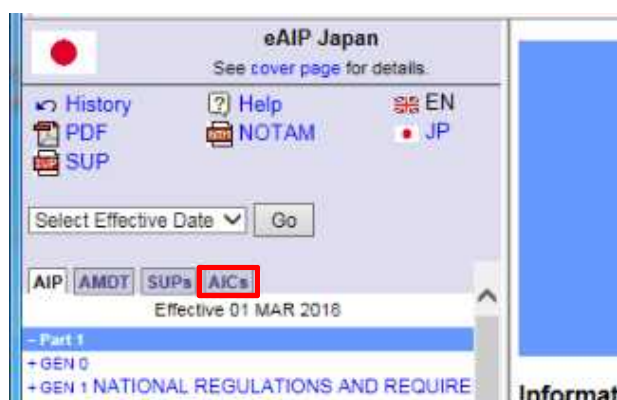 eAIP Japan
See cover page for details.
History Help EN
PDF NOTAM JP
SUP
Select Effective Date Go
AIP AMDT SUPs AICs
Effective 01 MAR 2018
- Part 1
+ GEN 0
+ GEN 1 NATIONAL REGULATIONS AND REQUIRE
Informat